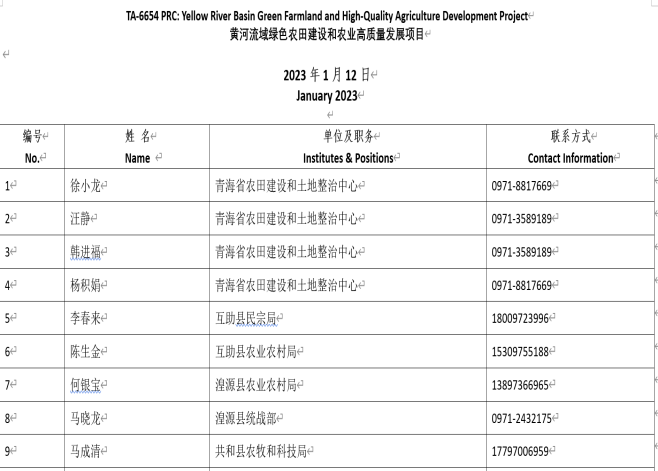 TA-6654 PRC: Yellow River Basin Green Farmland and High-Quality Agriculture Development Project
黄河流域绿色农田建设和农业高质量发展项目
2023 年 1 月 12 日
January 2023
编号 姓 名 单位及职务 联系方式
No. Name Institutes & Positions Contact Information
1 徐小龙 青海省农田建设和土地整治中心 0971-8817669
2 汪静 青海省农田建设和土地整治中心 0971-3589189
3 韩进福 青海省农田建设和土地整治中心 0971-3589189
4 杨积娟 青海省农田建设和土地整治中心 0971-8817669
5 李春来 互助县民宗局 18009723996
6 陈生金 互助县农业农村局 15309755188
7 何银宝 湟源县农业农村局 13897366965
8 马晓龙 湟源县统战部 0971-2432175
9 马成清 共和县农牧和科技局 17797006959